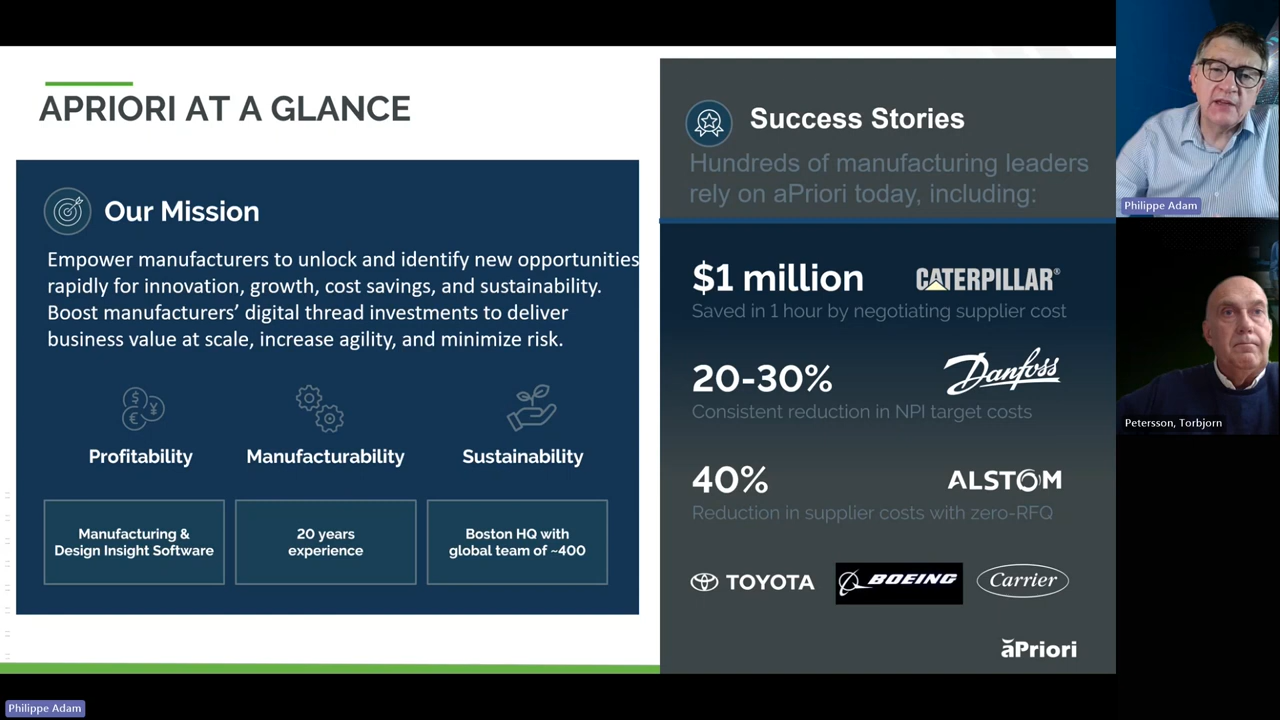 APRIORI AT A GLANCE
Our Mission
Empower manufacturers to unlock and identify new opportunities
rapidly for innovation, growth, cost savings, and sustainability.
Boost manufacturers' digital thread investments to deliver
business value at scale, increase agility, and minimize risk.
Profitability
Manufacturability
Sustainability
Manufacturing &
Design Insight Software
20 years
experience
Boston HQ with
global team of ~400
Success Stories
Hundreds of manufacturing leaders
rely on aPriori today, including:
$1 million
CATERPILLAR®
Saved in 1 hour by negotiating supplier cost
20-30%
Danfoss
Consistent reduction in NPI target costs
40%
ALSTOM
Reduction in supplier costs with zero-RFQ
TOYOTA
BOEING
Carrier
aPriori
Philippe Adam
Petersson, Torbjorn
Philippe Adam